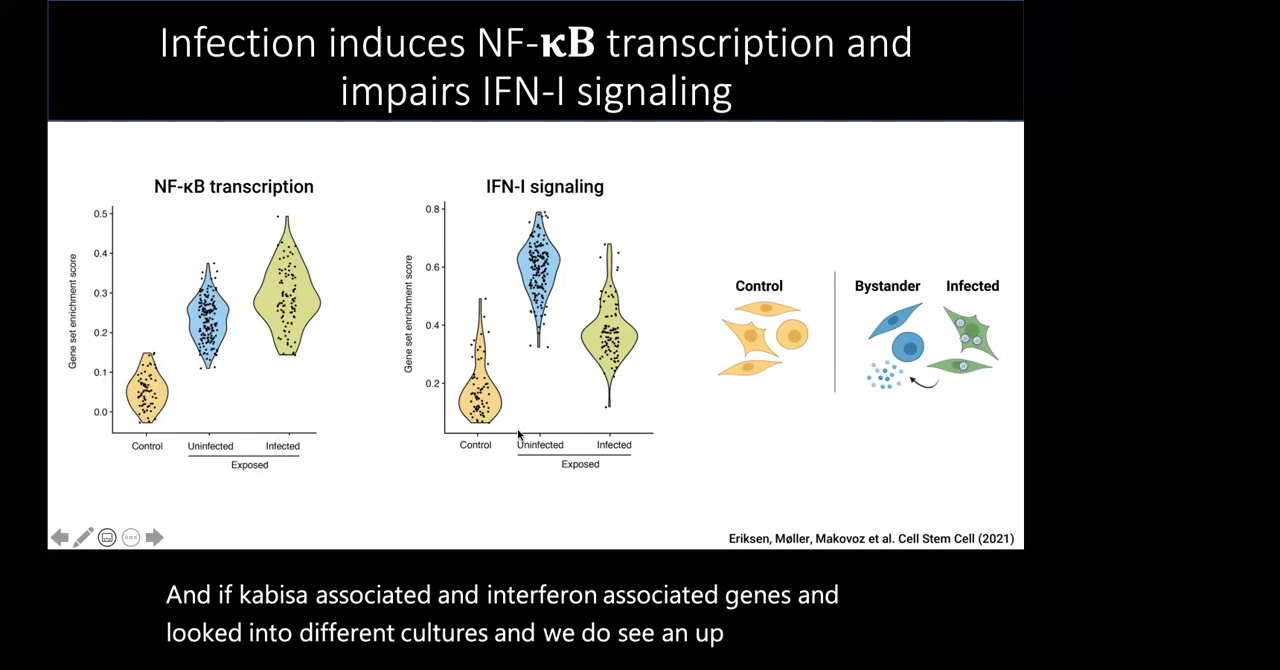 Infection induces NF-κB transcription and
impairs IFN-I signaling
NF-κB transcription
Gene set enrichment score
0.5
0.4
0.3
0.2
0.1
0.0
Control
Uninfected
Infected
Exposed
IFN-I signaling
Gene set enrichment score
0.8
0.6
0.4
0.2
Control
Uninfected
Infected
Exposed
Control
Bystander
Infected
Eriksen, Møller, Makovoz et al. Cell Stem Cell (2021)
And if kabisa associated and interferon associated genes and
looked into different cultures and we do see an up